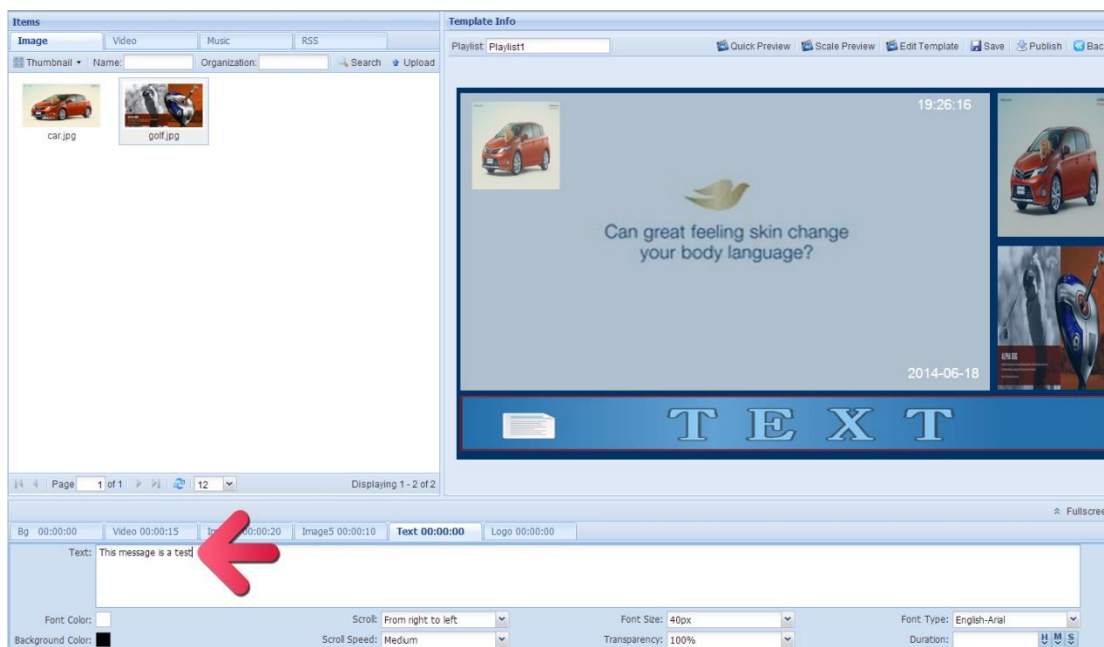 Items
Template Info
Image Video Music RSS
Playlist: Playlist1 Quick Preview Scale Preview Edit Template Save Publish Bac
Thumbnail Name: Organization: Search Upload
car.jpg golf.jpg
19:26:16
Can great feeling skin change
your body language?
2014-06-18
TEXT
Page 1 of 1 12 Displaying 1 - 2 of 2
Fullscree
Bg 00:00:00 Video 00:00:15 00:00:20 Image5 00:00:10 Text 00:00:00 Logo 00:00:00
Text: This message is a test
Font Color: Scroll: From right to left Font Size: 40px Font Type: English-Arial
Background Color: Scroll Speed: Medium Transparency: 100% Duration: H M S